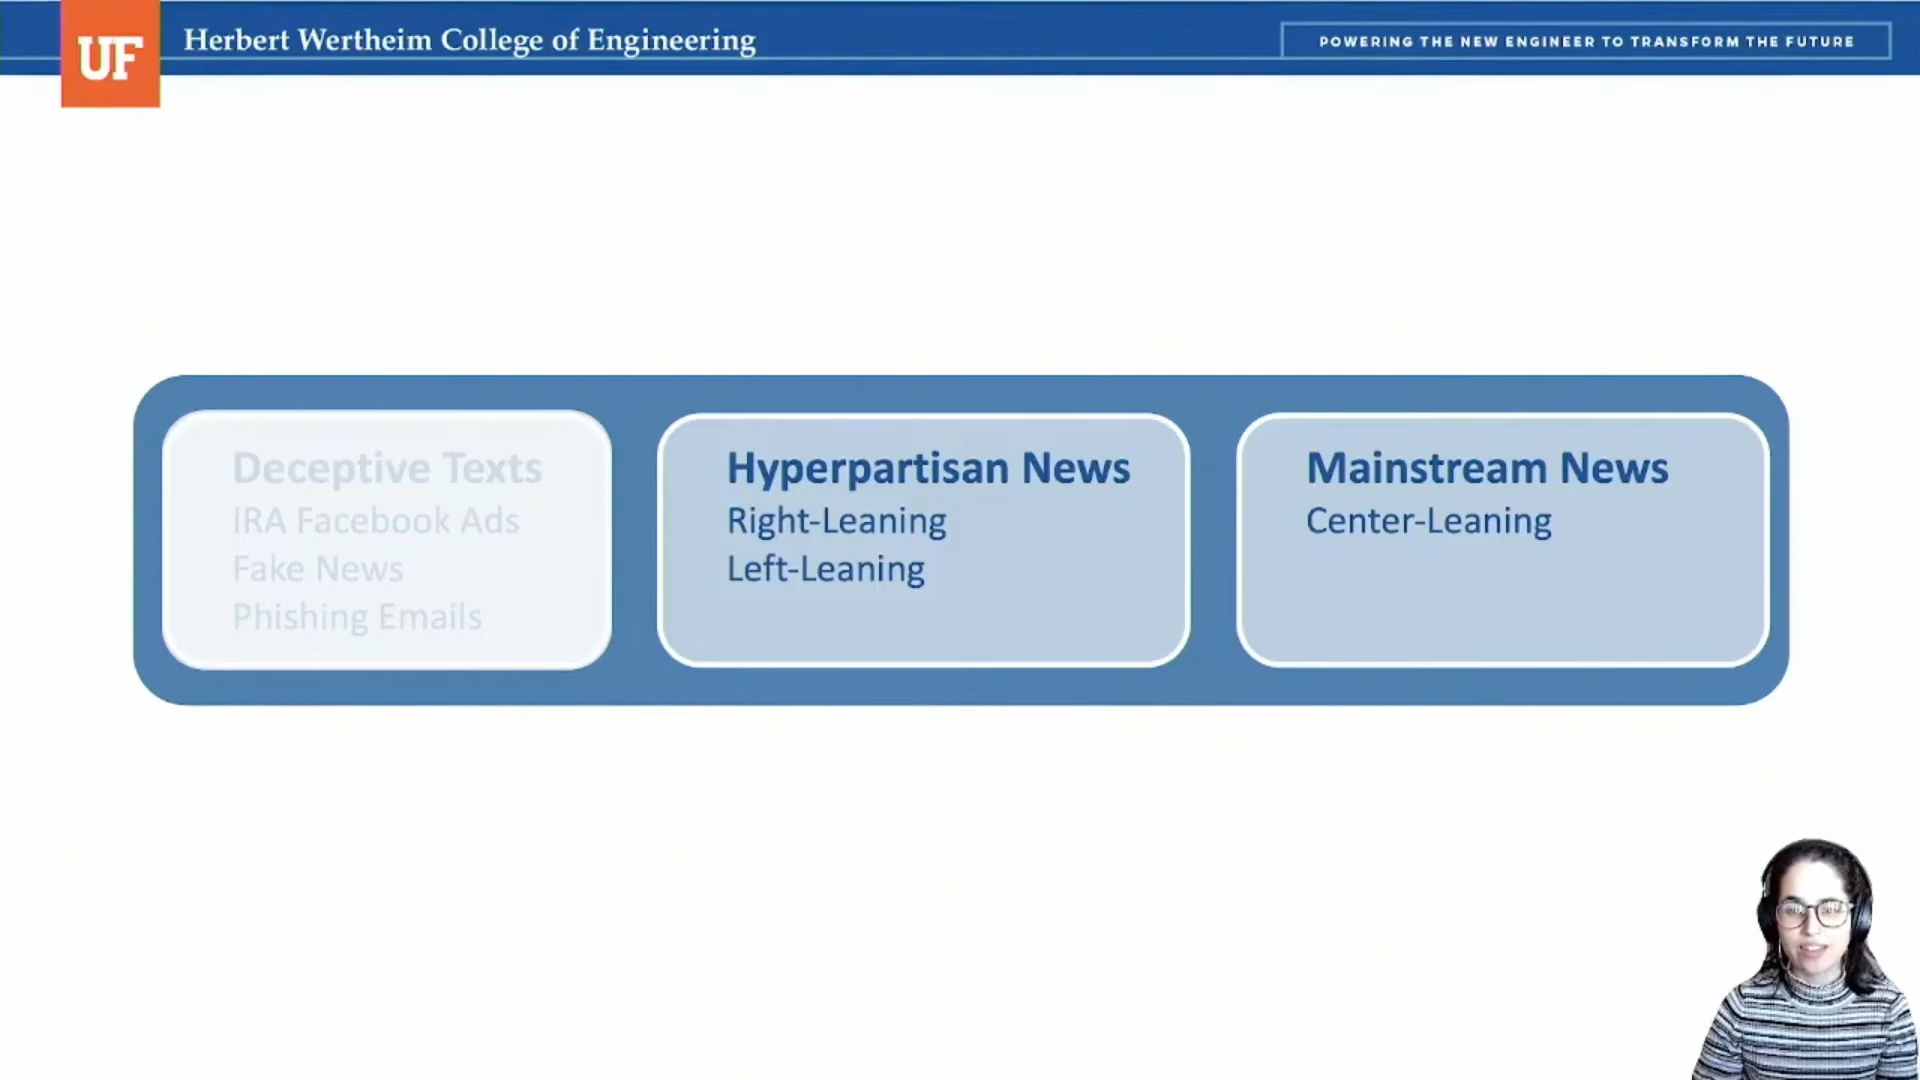 UF
Herbert Wertheim College of Engineering
POWERING THE NEW ENGINEER TO TRANSFORM THE FUTURE
Deceptive Texts
IRA Facebook Ads
Fake News
Phishing Emails
Hyperpartisan News
Right-Leaning
Left-Leaning
Mainstream News
Center-Leaning